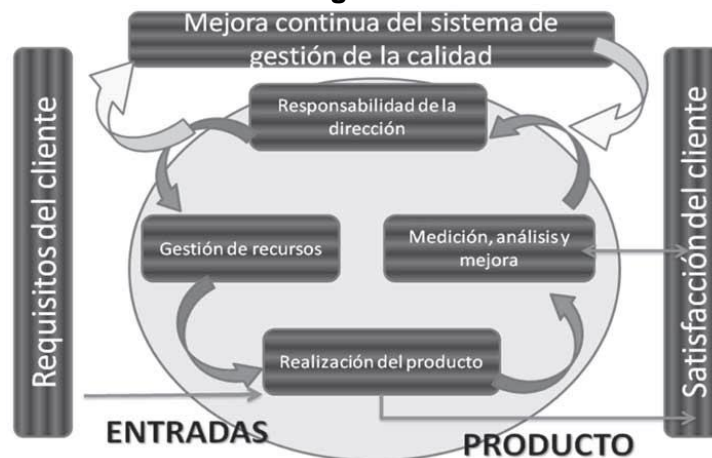 Mejora continua del sistema de
gestión de la calidad
Requisitos del cliente
Responsabilidad de la
dirección
Satisfacción del cliente
Gestión de recursos
Medición, análisis y
mejora
Realización del producto
ENTRADAS
PRODUCTO